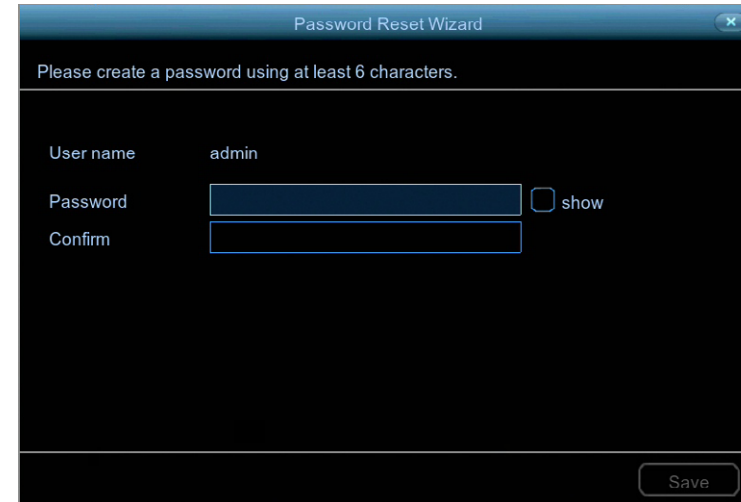 Password Reset Wizard
Please create a password using at least 6 characters.
User name admin
Password show
Confirm
Save